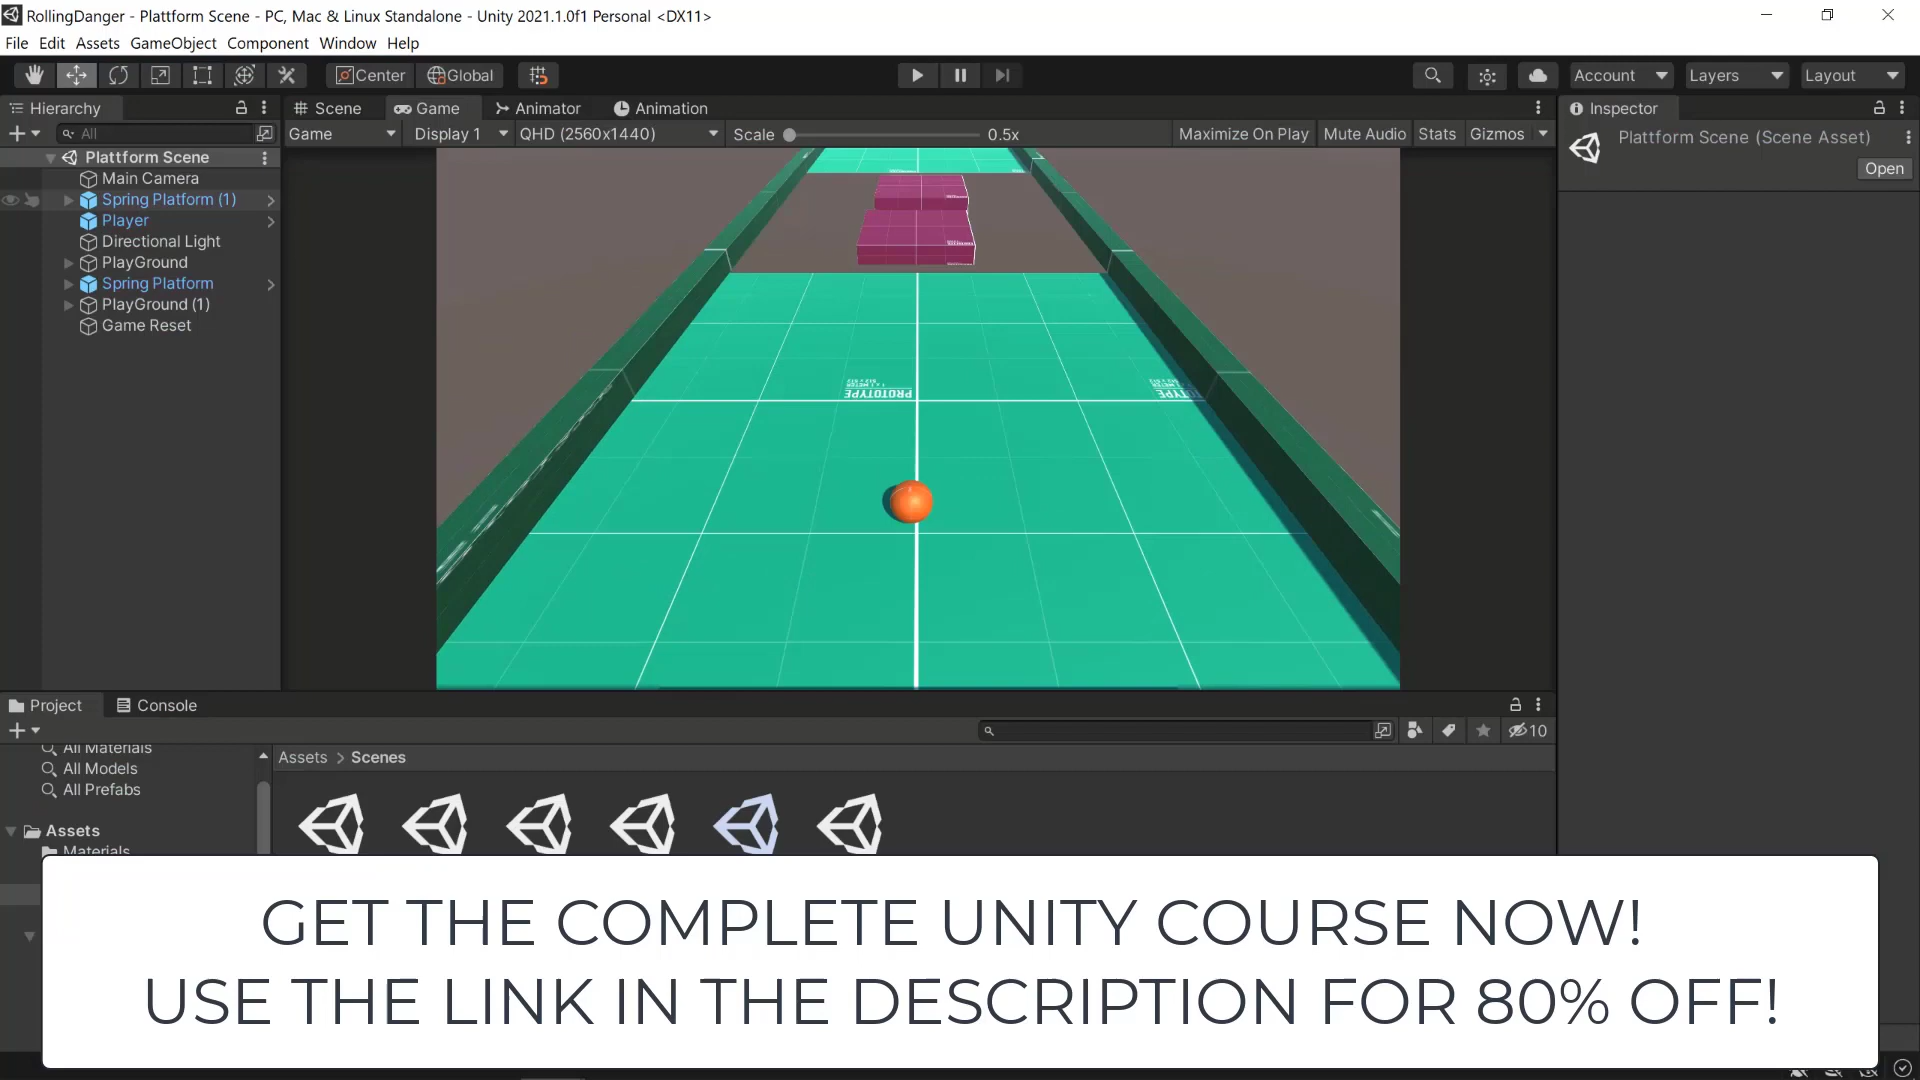 RollingDanger - Plattform Scene - PC, Mac & Linux Standalone - Unity 2021.1.0f1 Personal <DX11>
File Edit Assets GameObject Component Window Help
Center Global Account Layers Layout
Hierarchy Scene Game Animator Animation Inspector
All Game Display 1 QHD (2560x1440) Scale 0.5x Maximize On Play Mute Audio Stats Gizmos
Plattform Scene (Scene Asset)
Open
Plattform Scene
Main Camera
Spring Platform (1)
Player
Directional Light
PlayGround
Spring Platform
PlayGround (1)
Game Reset
PROTOTYPE
Project Console
10
All Materials
All Models
All Prefabs
Assets > Scenes
Assets
Materials
GET THE COMPLETE UNITY COURSE NOW!
USE THE LINK IN THE DESCRIPTION FOR 80% OFF!